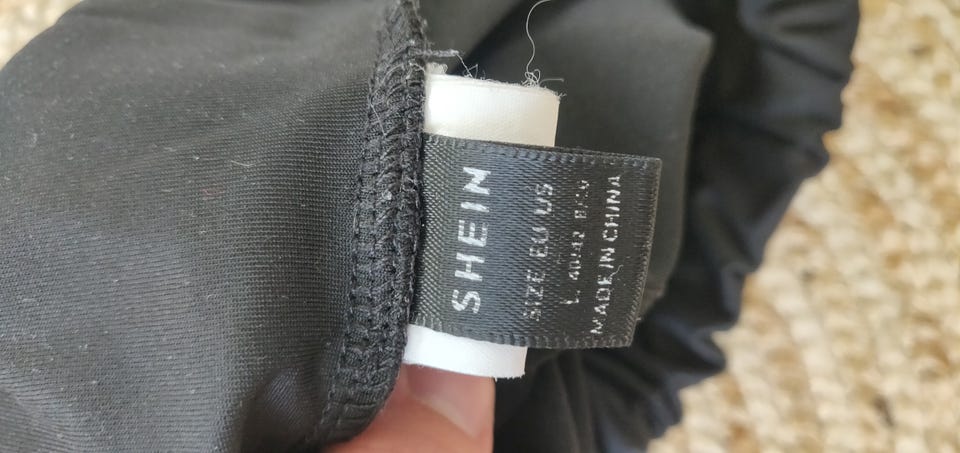 SHEIN
SIZE EU US
L 40/42 8/10
MADE IN CHINA